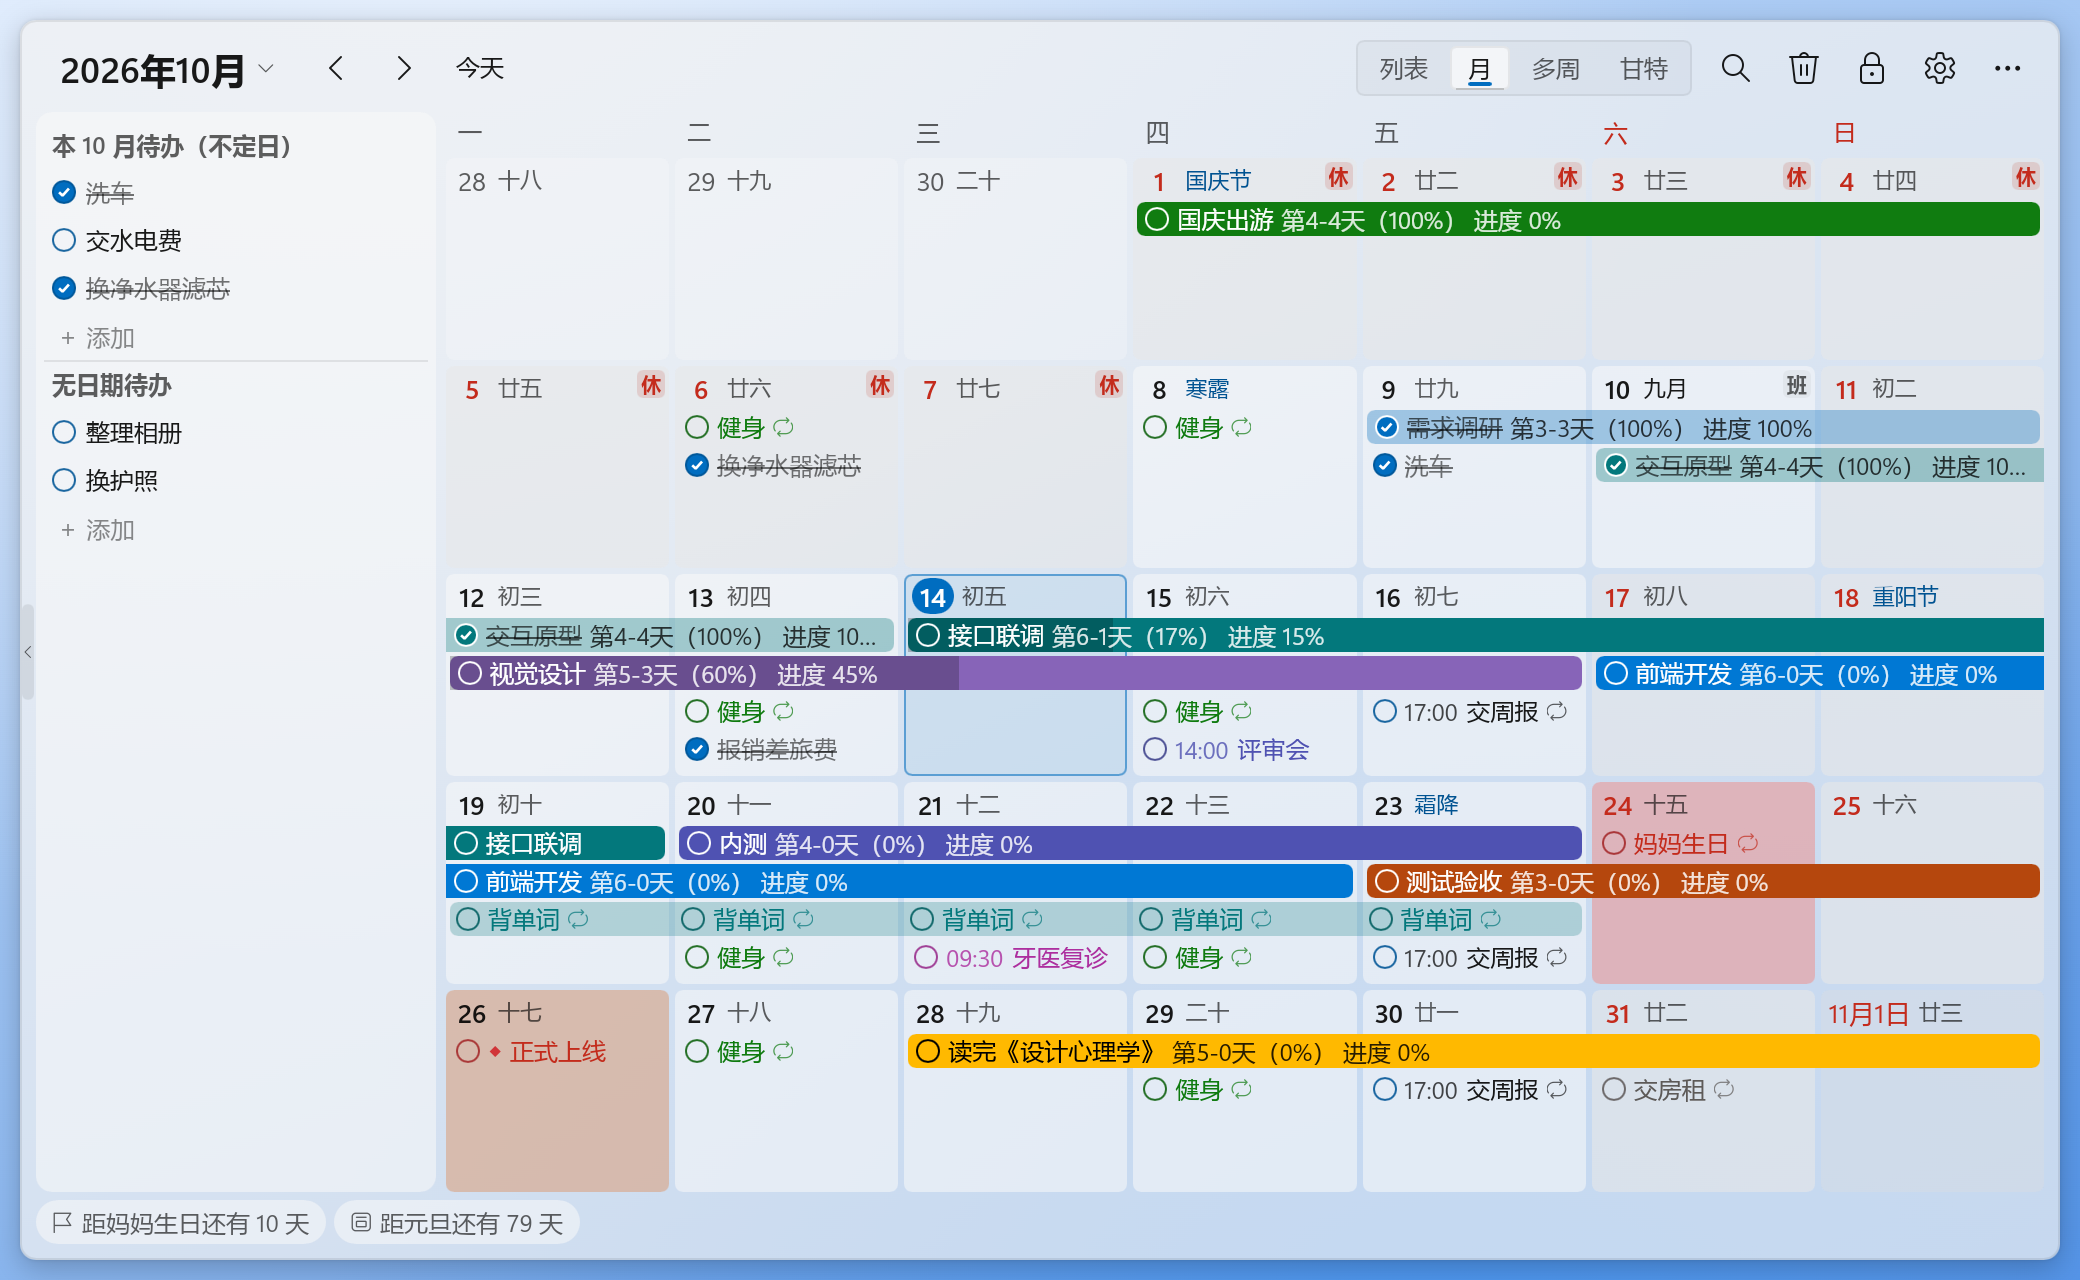 2026年10月
今天
列表 月 多周 甘特
本 10 月待办（不定日）
洗车
交水电费
换净水器滤芯
+ 添加
无日期待办
整理相册
换护照
+ 添加
一 二 三 四 五 六 日
28 十八 29 十九 30 二十 1 国庆节 休 2 廿二 休 3 廿三 休 4 廿四 休
国庆出游 第4-4天（100%） 进度 0%
5 廿五 休 6 廿六 休 7 廿七 休 8 寒露 9 廿九 10 九月 班 11 初二
健身 健身 需求调研 第3-3天（100%） 进度 100%
换净水器滤芯 洗车 交互原型 第4-4天（100%） 进度 10...
12 初三 13 初四 14 初五 15 初六 16 初七 17 初八 18 重阳节
交互原型 第4-4天（100%） 进度 10... 接口联调 第6-1天（17%） 进度 15%
视觉设计 第5-3天（60%） 进度 45% 前端开发 第6-0天（0%） 进度 0%
健身 健身 17:00 交周报
报销差旅费 14:00 评审会
19 初十 20 十一 21 十二 22 十三 23 霜降 24 十五 25 十六
接口联调 内测 第4-0天（0%） 进度 0% 妈妈生日
前端开发 第6-0天（0%） 进度 0% 测试验收 第3-0天（0%） 进度 0%
背单词 背单词 背单词 背单词 背单词
健身 09:30 牙医复诊 健身 17:00 交周报
26 十七 27 十八 28 十九 29 二十 30 廿一 31 廿二 11月1日 廿三
正式上线 健身 读完《设计心理学》 第5-0天（0%） 进度 0%
健身 17:00 交周报 交房租
距妈妈生日还有 10 天 距元旦还有 79 天